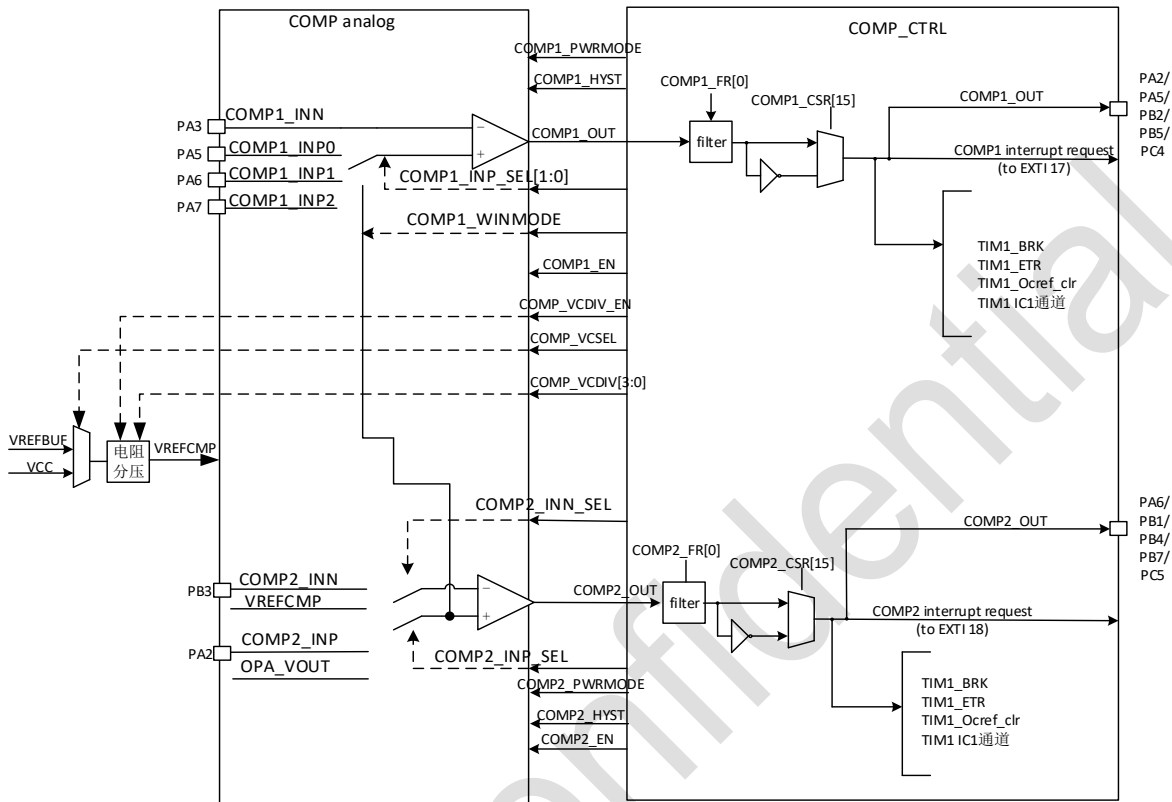 COMP analog
COMP_CTRL
COMP1_PWRMODE
COMP1_HYST
COMP1_FR[0]
COMP1_CSR[15]
COMP1_OUT
PA2/
PA5/
PB2/
PB5/
PC4
PA3
COMP1_INN
COMP1_OUT
filter
PA5
COMP1_INP0
COMP1 interrupt request
(to EXTI 17)
PA6
COMP1_INP1
COMP1_INP_SEL[1:0]
PA7
COMP1_INP2
COMP1_WINMODE
TIM1_BRK
TIM1_ETR
TIM1_Ocref_clr
TIM1 IC1通道
COMP1_EN
COMP_VCDIV_EN
COMP_VCSEL
COMP_VCDIV[3:0]
VREFBUF
VCC
电阻
分压
VREFCMP
COMP2_INN_SEL
COMP2_OUT
PA6/
PB1/
PB4/
PB7/
PC5
COMP2_FR[0]
COMP2_CSR[15]
PB3
COMP2_INN
VREFCMP
COMP2_OUT
filter
COMP2 interrupt request
(to EXTI 18)
PA2
COMP2_INP
OPA_VOUT
COMP2_INP_SEL
COMP2_PWRMODE
COMP2_HYST
COMP2_EN
TIM1_BRK
TIM1_ETR
TIM1_Ocref_clr
TIM1 IC1通道
onfidential